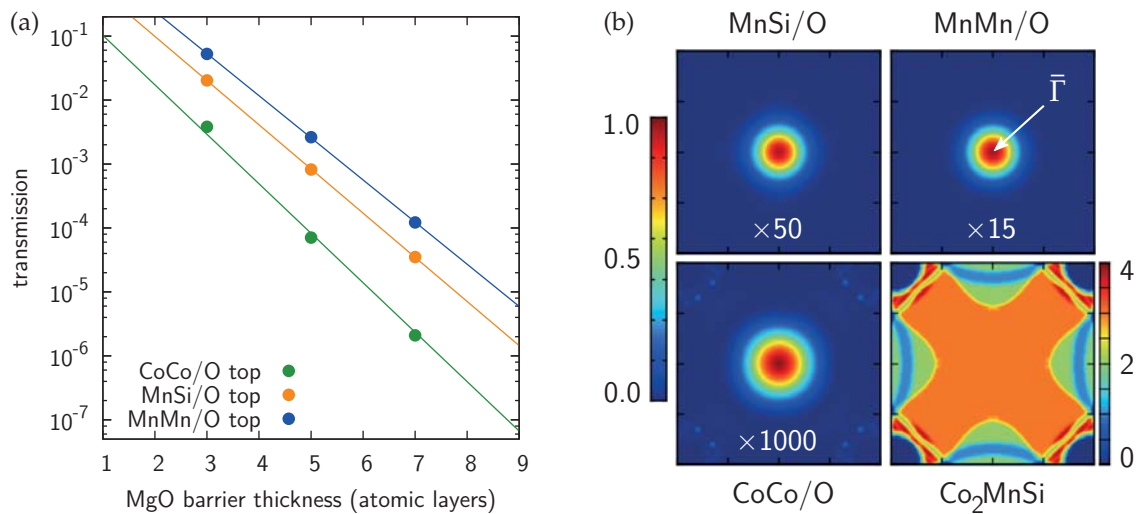 (a)
transmission
10⁻¹
10⁻²
10⁻³
10⁻⁴
10⁻⁵
10⁻⁶
10⁻⁷
CoCo/O top
MnSi/O top
MnMn/O top
1 2 3 4 5 6 7 8 9
MgO barrier thickness (atomic layers)
(b)
MnSi/O
MnMn/O
1.0
0.5
0.0
×50
Γ̄
×15
×1000
4
2
0
CoCo/O
Co₂MnSi